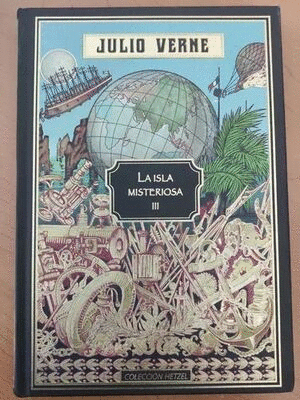 JULIO VERNE
LA ISLA
MISTERIOSA
III
COLECCIÓN HETZEL